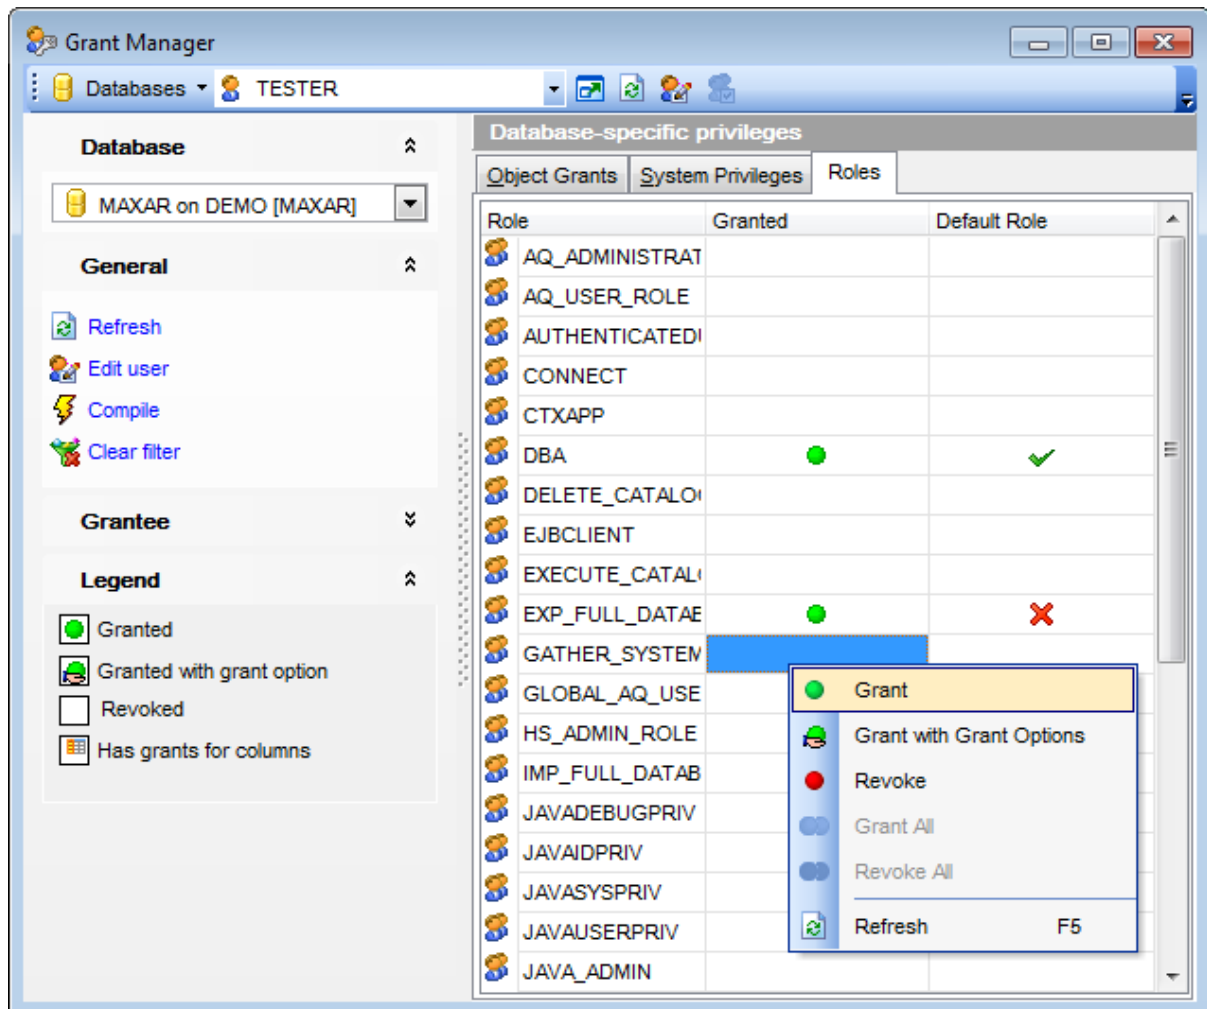 Grant Manager
Databases TESTER
Database
MAXAR on DEMO [MAXAR]
General
Refresh
Edit user
Compile
Clear filter
Grantee
Legend
Granted
Granted with grant option
Revoked
Has grants for columns
Database-specific privileges
Object Grants System Privileges Roles
Role Granted Default Role
AQ_ADMINISTRAT
AQ_USER_ROLE
AUTHENTICATED
CONNECT
CTXAPP
DBA
DELETE_CATALO
EJBCLIENT
EXECUTE_CATAL
EXP_FULL_DATAB
GATHER_SYSTEM
GLOBAL_AQ_USE
HS_ADMIN_ROLE
IMP_FULL_DATAB
JAVADEBUGPRIV
JAVAIDPRIV
JAVASYSPRIV
JAVAUSERPRIV
JAVA_ADMIN
Grant
Grant with Grant Options
Revoke
Grant All
Revoke All
Refresh F5